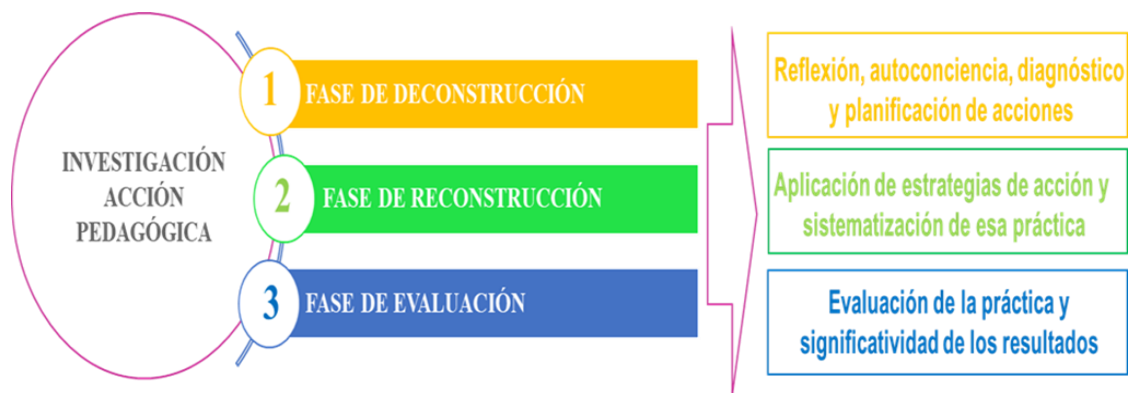 INVESTIGACIÓN
ACCIÓN
PEDAGÓGICA
1
FASE DE DECONSTRUCCIÓN
Reflexión, autoconciencia, diagnóstico
y planificación de acciones
2
FASE DE RECONSTRUCCIÓN
Aplicación de estrategias de acción y
sistematización de esa práctica
3
FASE DE EVALUACIÓN
Evaluación de la práctica y
significatividad de los resultados